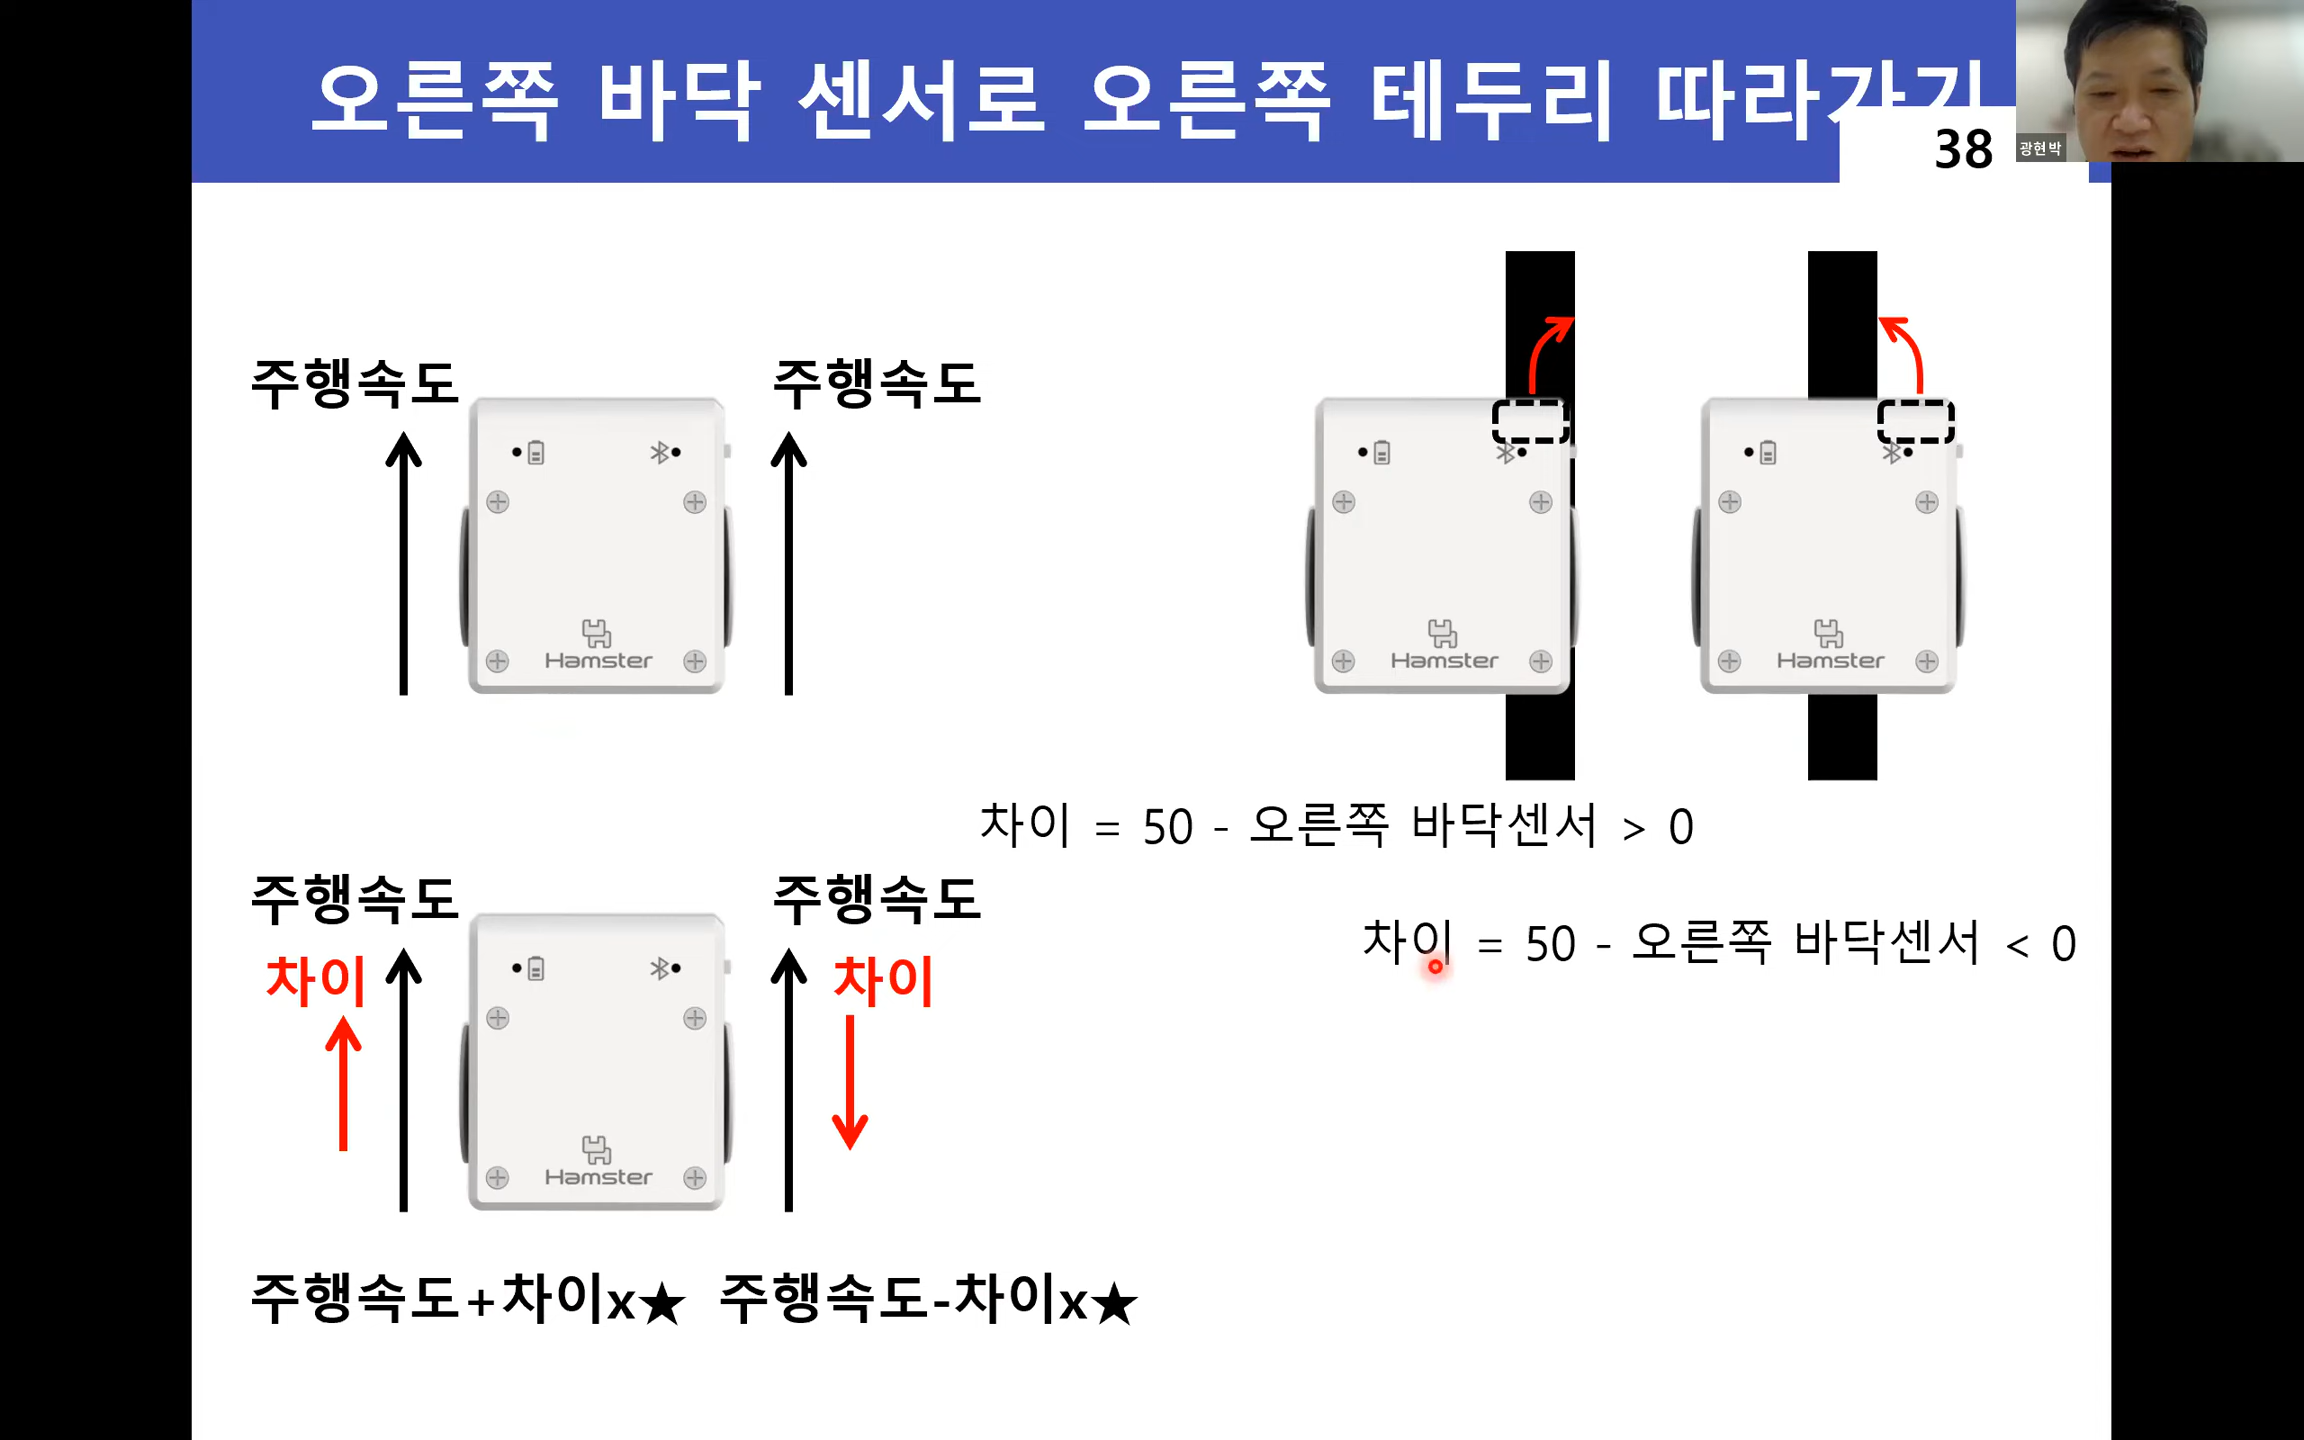 오른쪽 바닥 센서로 오른쪽 테두리 따라가기
38
광현박
주행속도
주행속도
Hamster
Hamster
Hamster
차이 = 50 - 오른쪽 바닥센서 > 0
차이 = 50 - 오른쪽 바닥센서 < 0
주행속도
주행속도
차이
차이
Hamster
주행속도+차이x★ 주행속도-차이x★